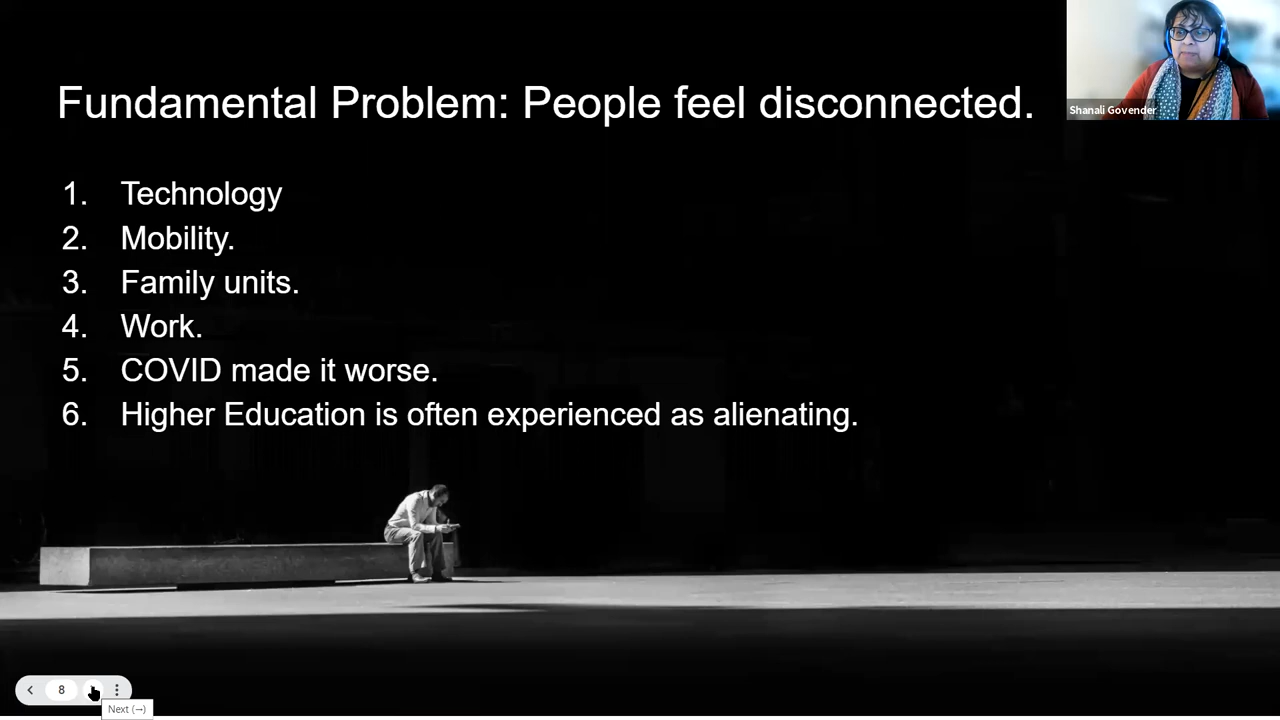 Fundamental Problem: People feel disconnected.
Shanali Govender
1. Technology
2. Mobility.
3. Family units.
4. Work.
5. COVID made it worse.
6. Higher Education is often experienced as alienating.
8
Next (→)